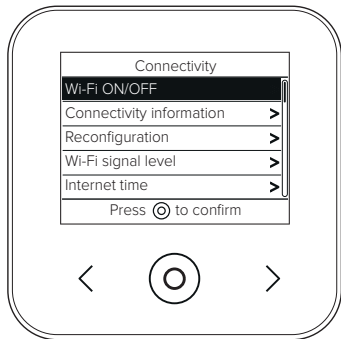 Connectivity
Wi-Fi ON/OFF
Connectivity information >
Reconfiguration >
Wi-Fi signal level >
Internet time >
Press ⊚ to confirm
< >